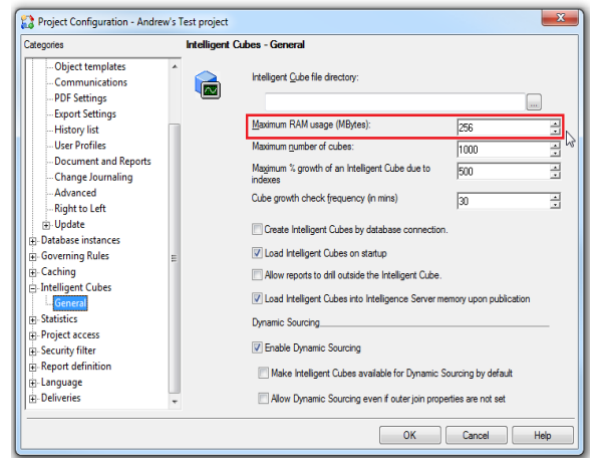 Project Configuration - Andrew's Test project
Categories
Object templates
Communications
PDF Settings
Export Settings
History list
User Profiles
Document and Reports
Change Journaling
Advanced
Right to Left
Update
Database instances
Governing Rules
Caching
Intelligent Cubes
General
Statistics
Project access
Security filter
Report definition
Language
Deliveries
Intelligent Cubes - General
Intelligent Cube file directory:
...
Maximum RAM usage (MBytes): 256
Maximum number of cubes: 1000
Maximum % growth of an Intelligent Cube due to
indexes 500
Cube growth check frequency (in mins) 30
Create Intelligent Cubes by database connection.
Load Intelligent Cubes on startup
Allow reports to drill outside the Intelligent Cube.
Load Intelligent Cubes into Intelligence Server memory upon publication
Dynamic Sourcing
Enable Dynamic Sourcing
Make Intelligent Cubes available for Dynamic Sourcing by default
Allow Dynamic Sourcing even if outer join properties are not set
OK Cancel Help